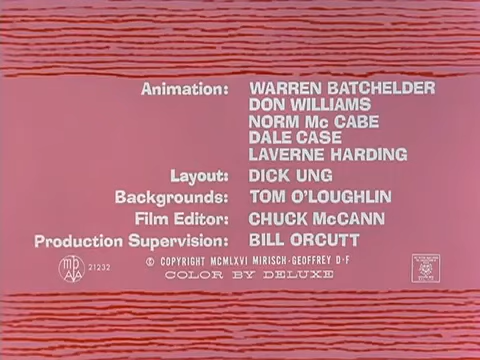 Animation: WARREN BATCHELDER
DON WILLIAMS
NORM Mc CABE
DALE CASE
LAVERNE HARDING
Layout: DICK UNG
Backgrounds: TOM O'LOUGHLIN
Film Editor: CHUCK McCANN
Production Supervision: BILL ORCUTT
© COPYRIGHT MCMLXVI MIRISCH-GEOFFREY D-F
MPAA 21232
COLOR BY DELUXE